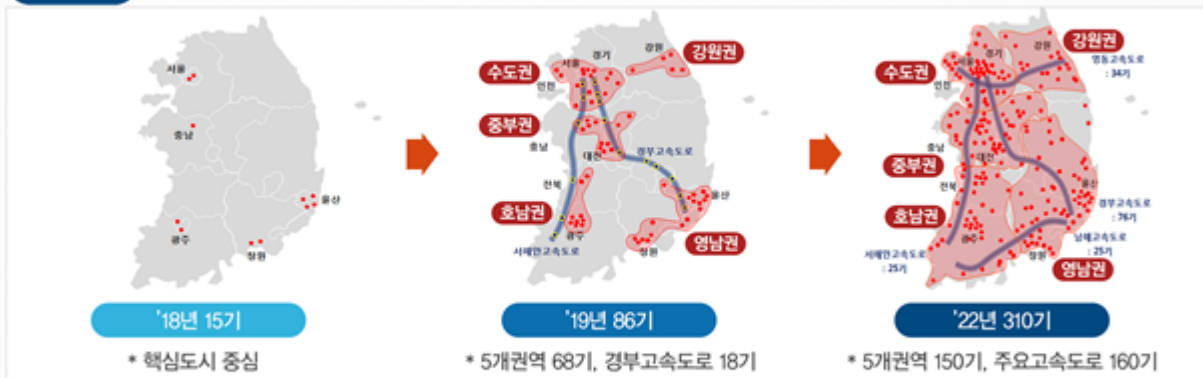 서울
충남
광주
울산
창원
'18년 15기
* 핵심도시 중심
수도권
강원권
중부권
호남권
영남권
서울
경기
강원
인천
충남
대전
전북
광주
울산
창원
경부고속도로
서해안고속도로
'19년 86기
* 5개권역 68기, 경부고속도로 18기
수도권
강원권
중부권
호남권
영남권
서울
경기
강원
인천
충남
대전
전북
광주
울산
창원
영동고속도로
: 34기
경부고속도로
: 76기
남해고속도로
: 25기
서해안고속도로
: 25기
'22년 310기
* 5개권역 150기, 주요고속도로 160기